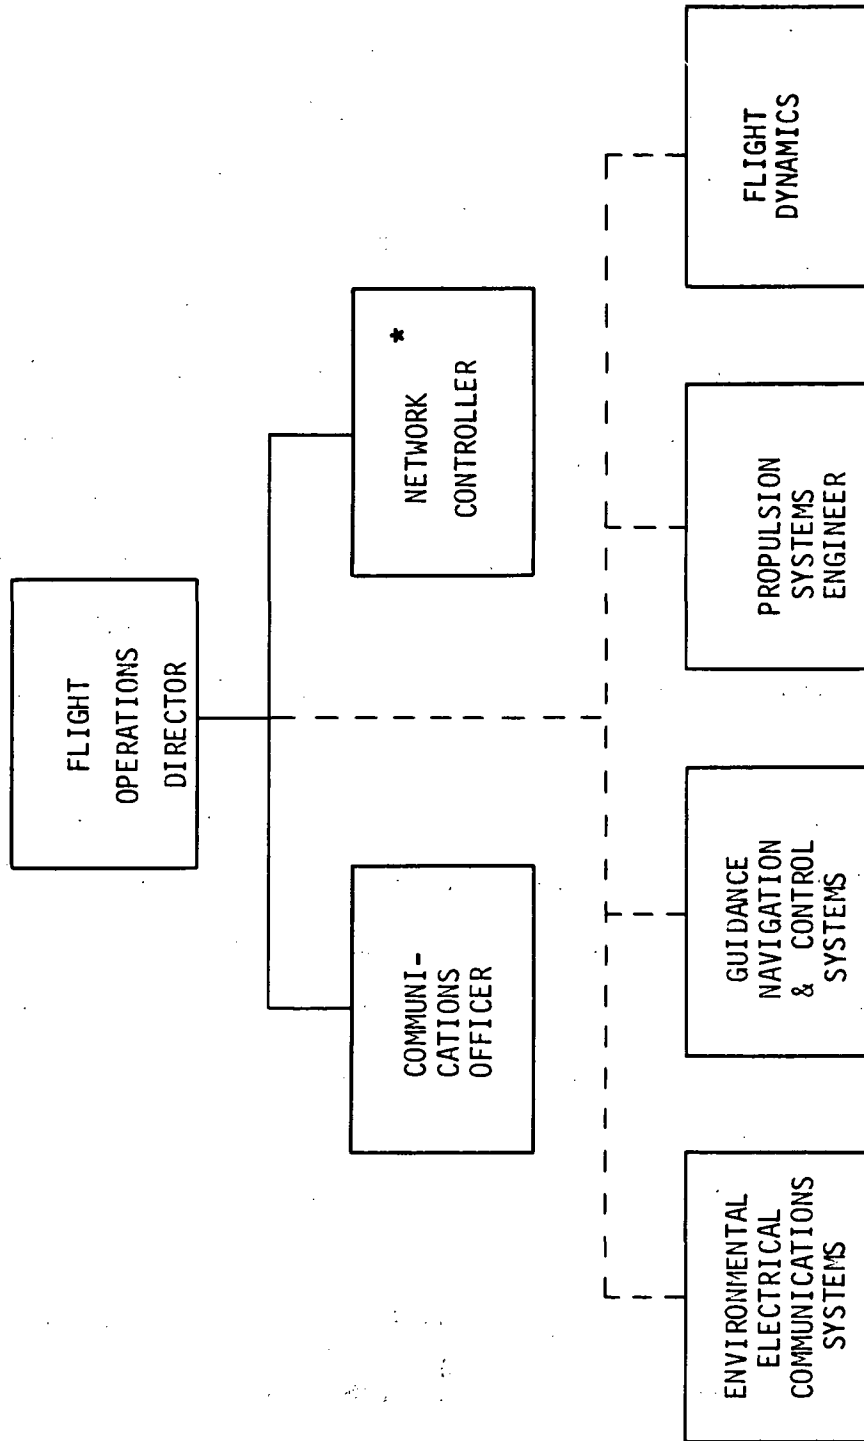 FLIGHT
OPERATIONS
DIRECTOR
COMMUNI-
CATIONS
OFFICER
*
NETWORK
CONTROLLER
ENVIRONMENTAL
ELECTRICAL
COMMUNICATIONS
SYSTEMS
GUIDANCE
NAVIGATION
& CONTROL
SYSTEMS
PROPULSION
SYSTEMS
ENGINEER
FLIGHT
DYNAMICS